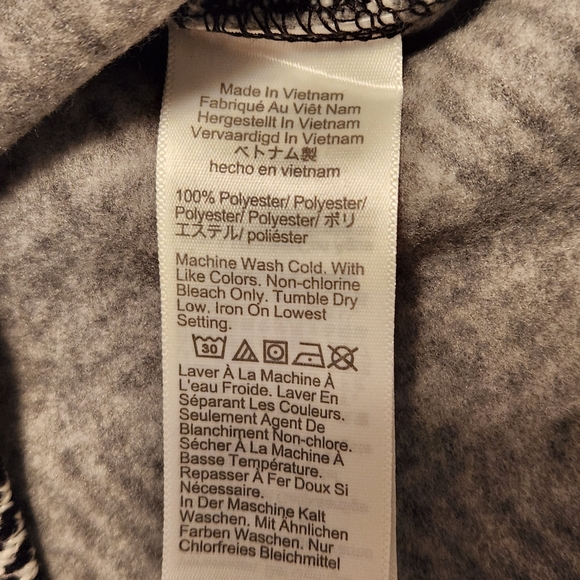 Made In Vietnam
Fabriqué Au Viêt Nam
Hergestellt In Vietnam
Vervaardigd In Vietnam
ベトナム製
hecho en vietnam
100% Polyester/ Polyester/
Polyester/ Polyester/ ポリ
エステル/ poliéster
Machine Wash Cold. With
Like Colors. Non-chlorine
Bleach Only. Tumble Dry
Low. Iron On Lowest
Setting.
30
Laver À La Machine À
L'eau Froide. Laver En
Séparant Les Couleurs.
Seulement Agent De
Blanchiment Non-chlore.
Sécher À La Machine À
Basse Température.
Repasser À Fer Doux Si
Nécessaire.
In Der Maschine Kalt
Waschen. Mit Ähnlichen
Farben Waschen. Nur
Chlorfreies Bleichmittel